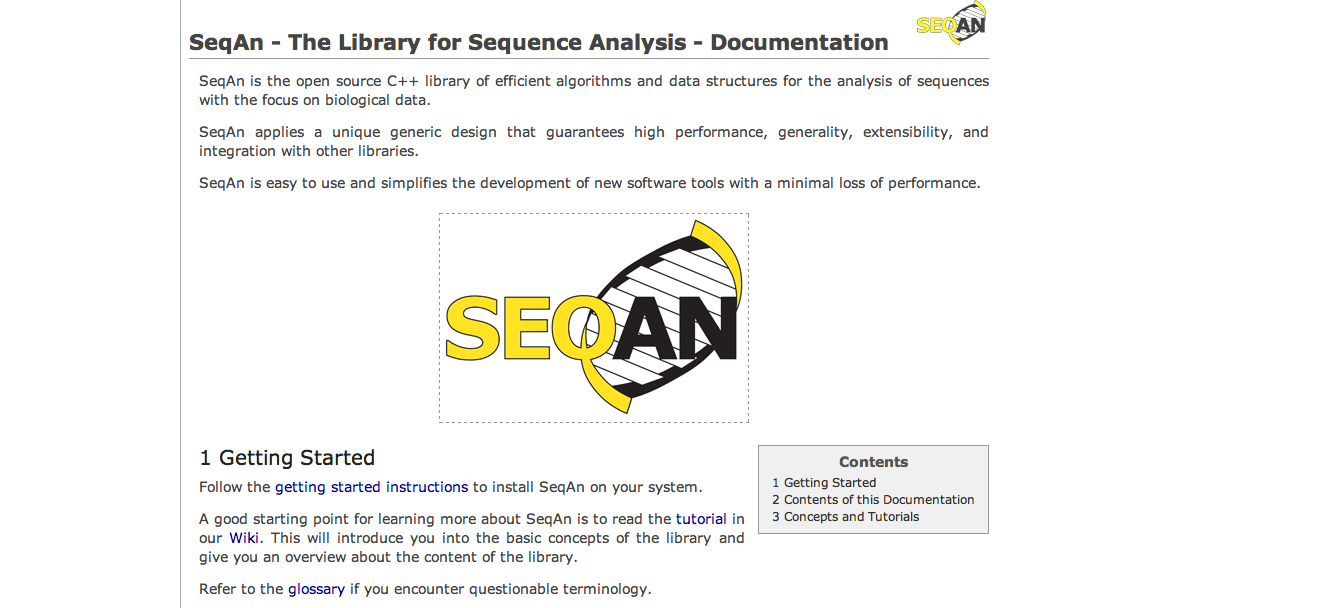 SEQAN
SeqAn - The Library for Sequence Analysis - Documentation
SeqAn is the open source C++ library of efficient algorithms and data structures for the analysis of sequences
with the focus on biological data.
SeqAn applies a unique generic design that guarantees high performance, generality, extensibility, and
integration with other libraries.
SeqAn is easy to use and simplifies the development of new software tools with a minimal loss of performance.
SEQAN
1 Getting Started
Follow the getting started instructions to install SeqAn on your system.
A good starting point for learning more about SeqAn is to read the tutorial in
our Wiki. This will introduce you into the basic concepts of the library and
give you an overview about the content of the library.
Refer to the glossary if you encounter questionable terminology.
Contents
1 Getting Started
2 Contents of this Documentation
3 Concepts and Tutorials